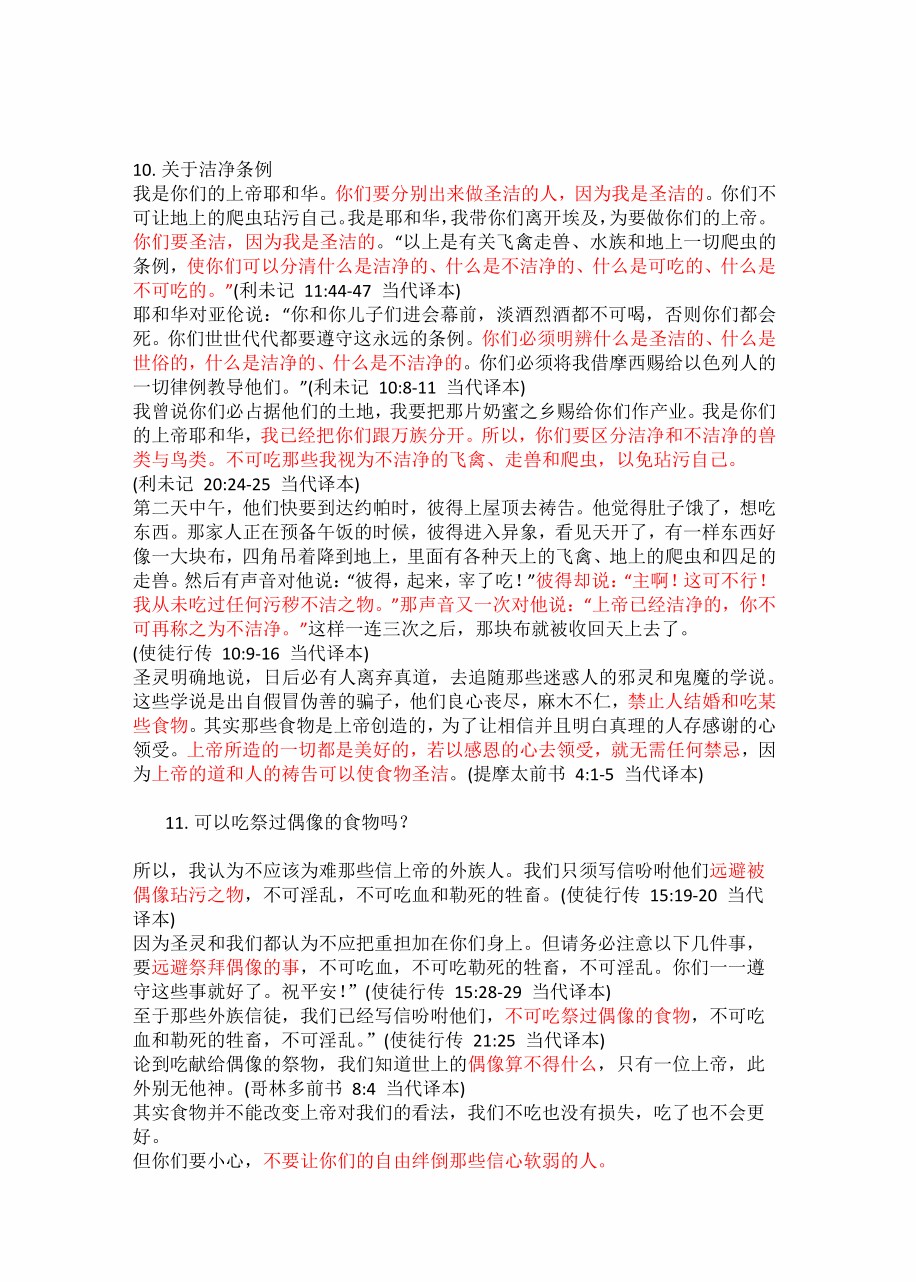 10. 关于洁净条例
我是你们的上帝耶和华。你们要分别出来做圣洁的人，因为我是圣洁的。你们不
可让地上的爬虫玷污自己。我是耶和华，我带你们离开埃及，为要做你们的上帝。
你们要圣洁，因为我是圣洁的。“以上是有关飞禽走兽、水族和地上一切爬虫的
条例，使你们可以分清什么是洁净的、什么是不洁净的、什么是可吃的、什么是
不可吃的。”(利未记 11:44-47 当代译本)
耶和华对亚伦说：“你和你儿子们进会幕前，淡酒烈酒都不可喝，否则你们都会
死。你们世世代代都要遵守这永远的条例。你们必须明辨什么是圣洁的、什么是
世俗的，什么是洁净的、什么是不洁净的。你们必须将我借摩西赐给以色列人的
一切律例教导他们。”(利未记 10:8-11 当代译本)
我曾说你们必占据他们的土地，我要把那片奶蜜之乡赐给你们作产业。我是你们
的上帝耶和华，我已经把你们跟万族分开。所以，你们要区分洁净和不洁净的兽
类与鸟类。不可吃那些我视为不洁净的飞禽、走兽和爬虫，以免玷污自己。
(利未记 20:24-25 当代译本)
第二天中午，他们快要到达约帕时，彼得上屋顶去祷告。他觉得肚子饿了，想吃
东西。那家人正在预备午饭的时候，彼得进入异象，看见天开了，有一样东西好
像一大块布，四角吊着降到地上，里面有各种天上的飞禽、地上的爬虫和四足的
走兽。然后有声音对他说：“彼得，起来，宰了吃！”彼得却说：“主啊！这可不行！
我从未吃过任何污秽不洁之物。”那声音又一次对他说：“上帝已经洁净的，你不
可再称之为不洁净。”这样一连三次之后，那块布就被收回天上去了。
(使徒行传 10:9-16 当代译本)
圣灵明确地说，日后必有人离弃真道，去追随那些迷惑人的邪灵和鬼魔的学说。
这些学说是出自假冒伪善的骗子，他们良心丧尽，麻木不仁，禁止人结婚和吃某
些食物。其实那些食物是上帝创造的，为了让相信并且明白真理的人存感谢的心
领受。上帝所造的一切都是美好的，若以感恩的心去领受，就无需任何禁忌，因
为上帝的道和人的祷告可以使食物圣洁。(提摩太前书 4:1-5 当代译本)
11. 可以吃祭过偶像的食物吗？
所以，我认为不应该为难那些信上帝的外族人。我们只须写信吩咐他们远避被
偶像玷污之物，不可淫乱，不可吃血和勒死的牲畜。(使徒行传 15:19-20 当代
译本)
因为圣灵和我们都认为不应把重担加在你们身上。但请务必注意以下几件事，
要远避祭拜偶像的事，不可吃血，不可吃勒死的牲畜，不可淫乱。你们一一遵
守这些事就好了。祝平安！” (使徒行传 15:28-29 当代译本)
至于那些外族信徒，我们已经写信吩咐他们，不可吃祭过偶像的食物，不可吃
血和勒死的牲畜，不可淫乱。” (使徒行传 21:25 当代译本)
论到吃献给偶像的祭物，我们知道世上的偶像算不得什么，只有一位上帝，此
外别无他神。(哥林多前书 8:4 当代译本)
其实食物并不能改变上帝对我们的看法，我们不吃也没有损失，吃了也不会更
好。
但你们要小心，不要让你们的自由绊倒那些信心软弱的人。